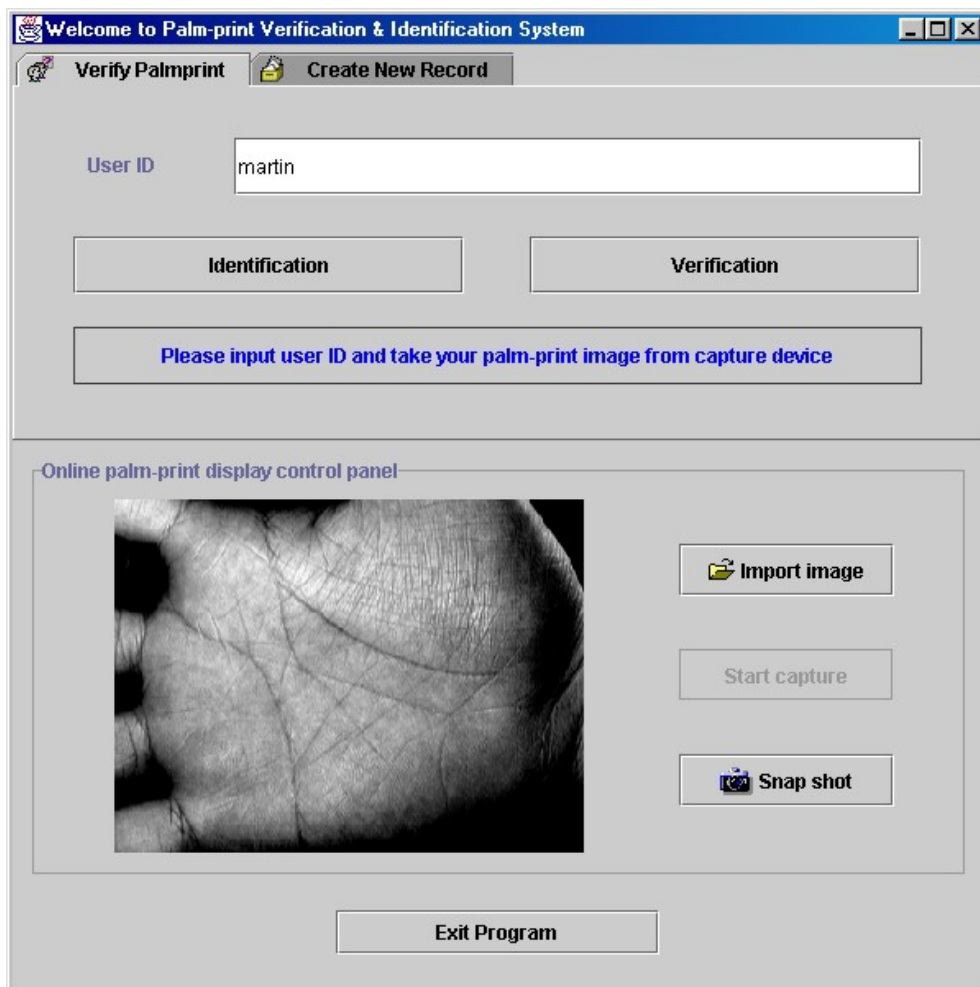 Welcome to Palm-print Verification & Identification System
Verify Palmprint
Create New Record
User ID
martin
Identification
Verification
Please input user ID and take your palm-print image from capture device
Online palm-print display control panel
Import image
Start capture
Snap shot
Exit Program